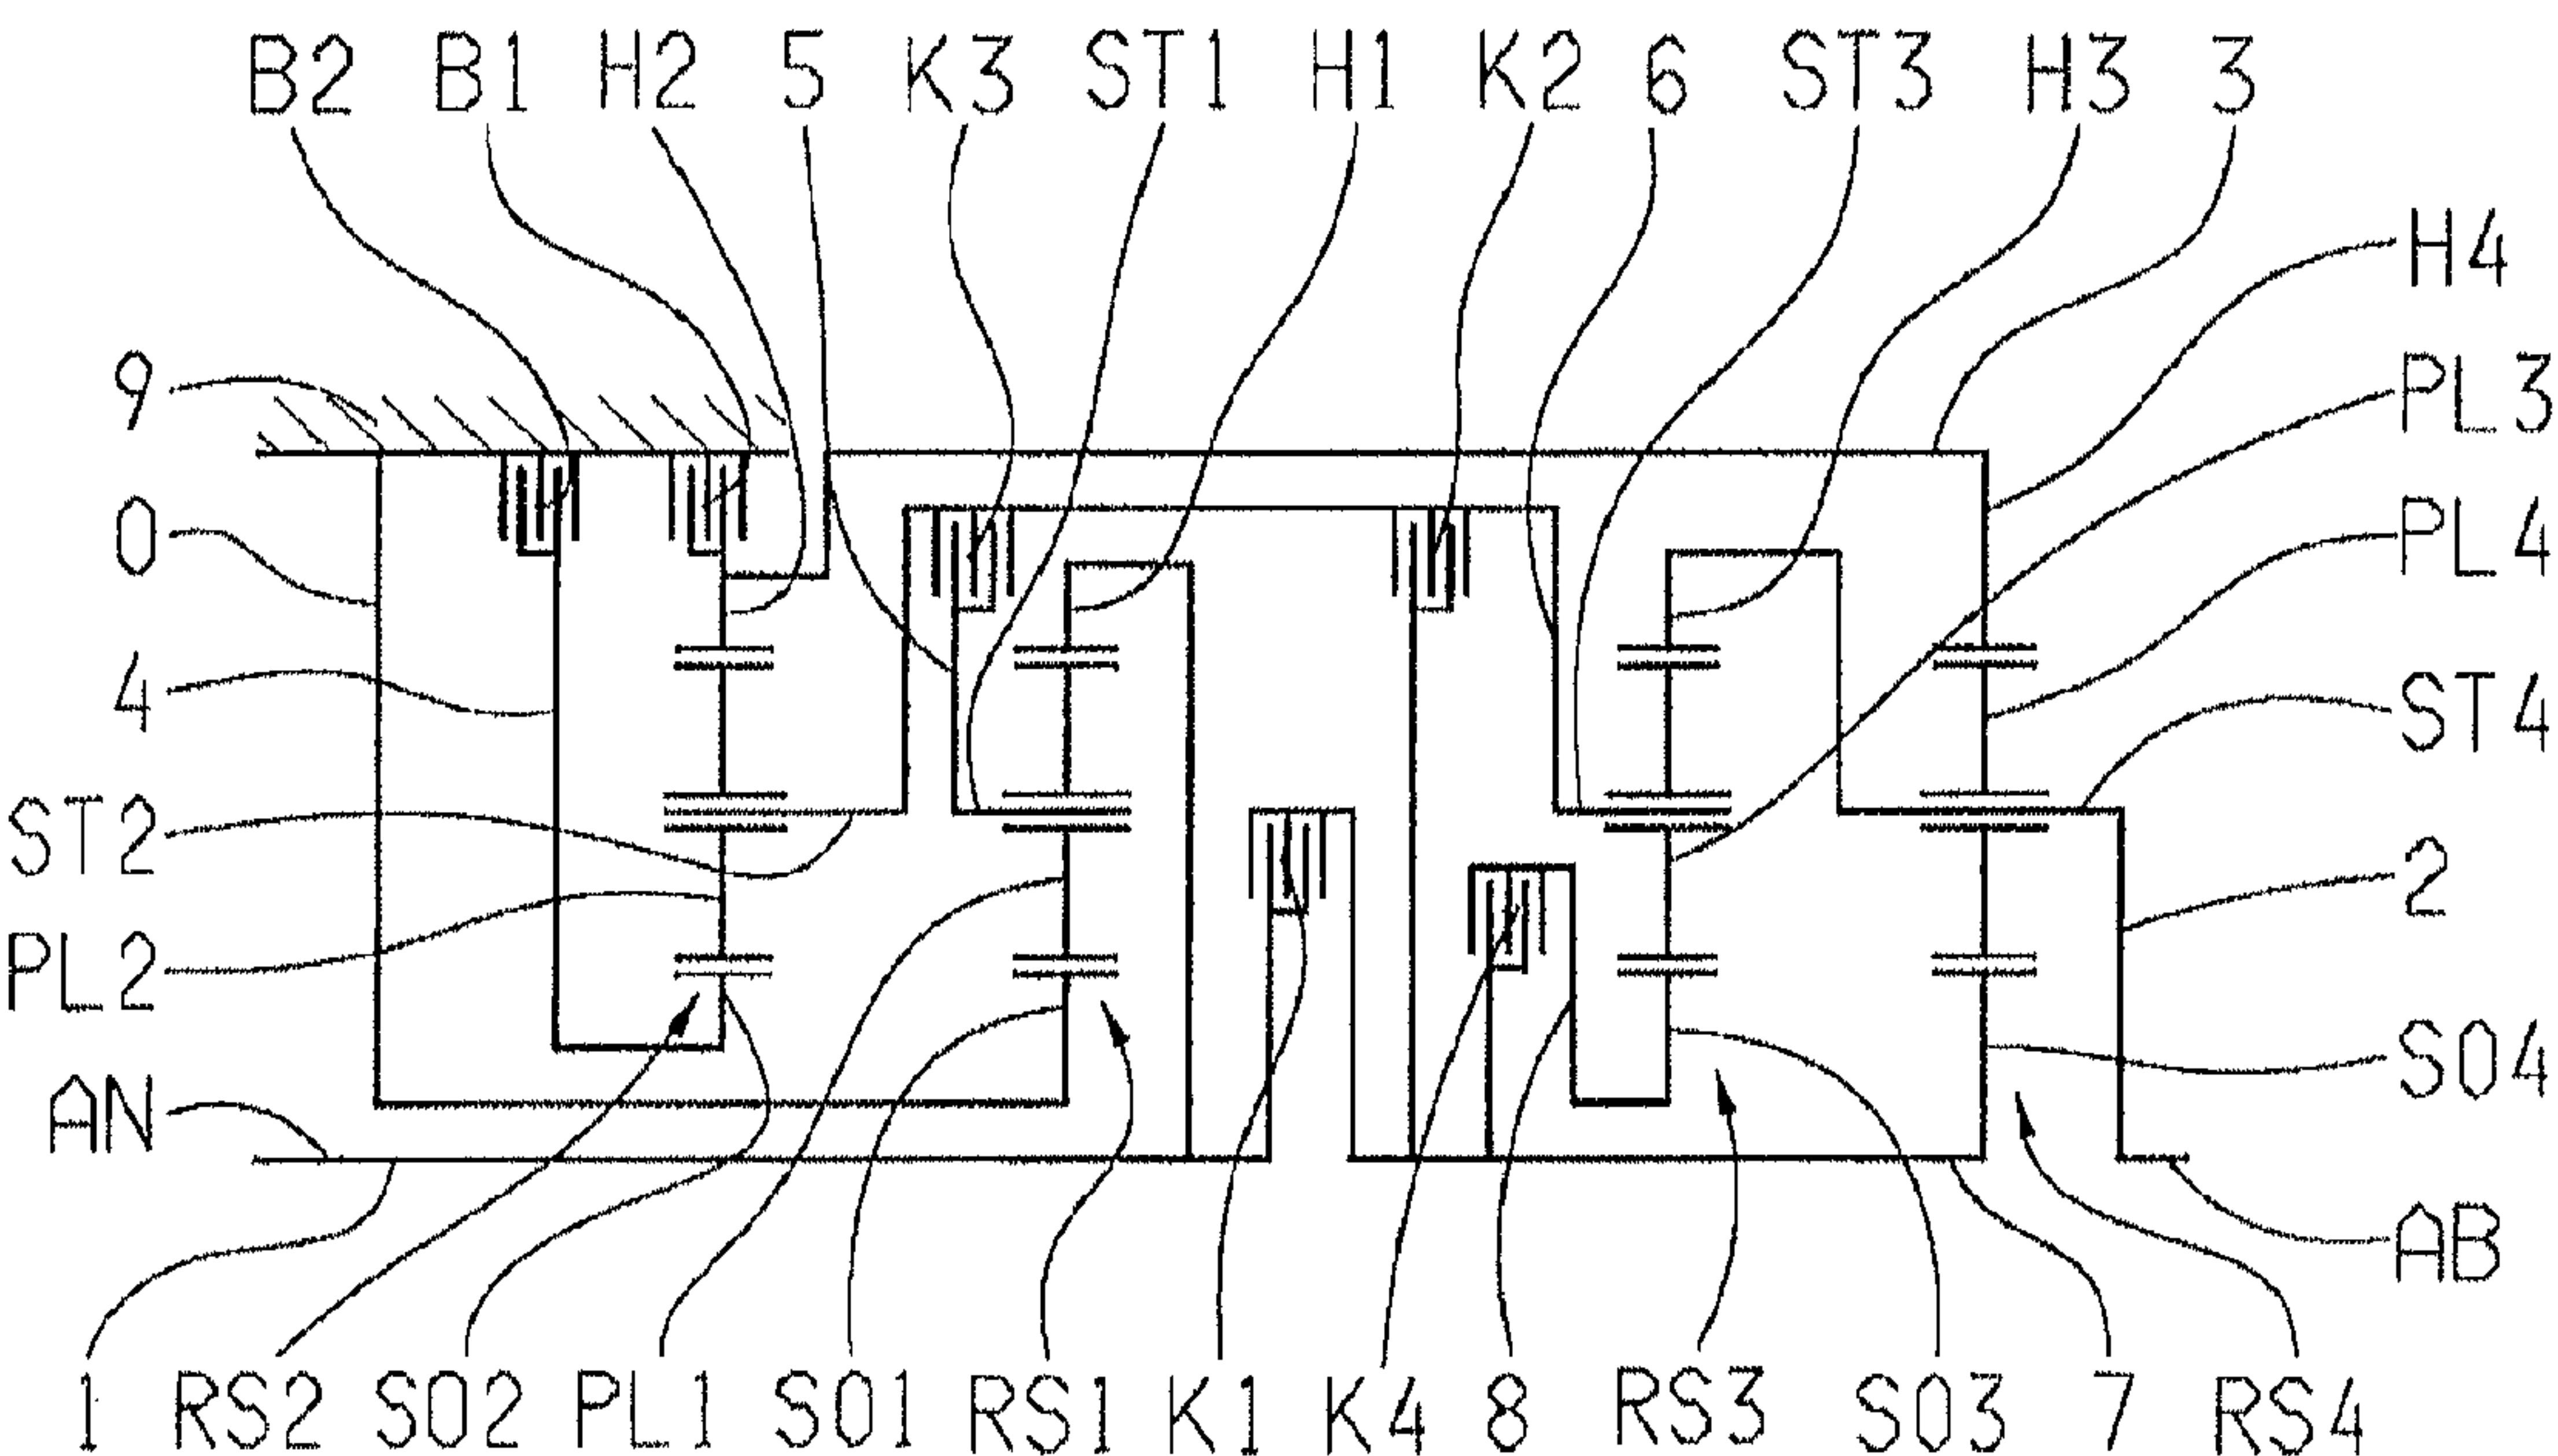 B2 B1 H2 5 K3 ST1 H1 K2 6 ST3 H3 3
H4
9 PL3
0 PL4
4 ST4
ST2 2
PL2
AN SO4
AB
1 RS2 SO2 PL1 SO1 RS1 K1 K4 8 RS3 SO3 7 RS4